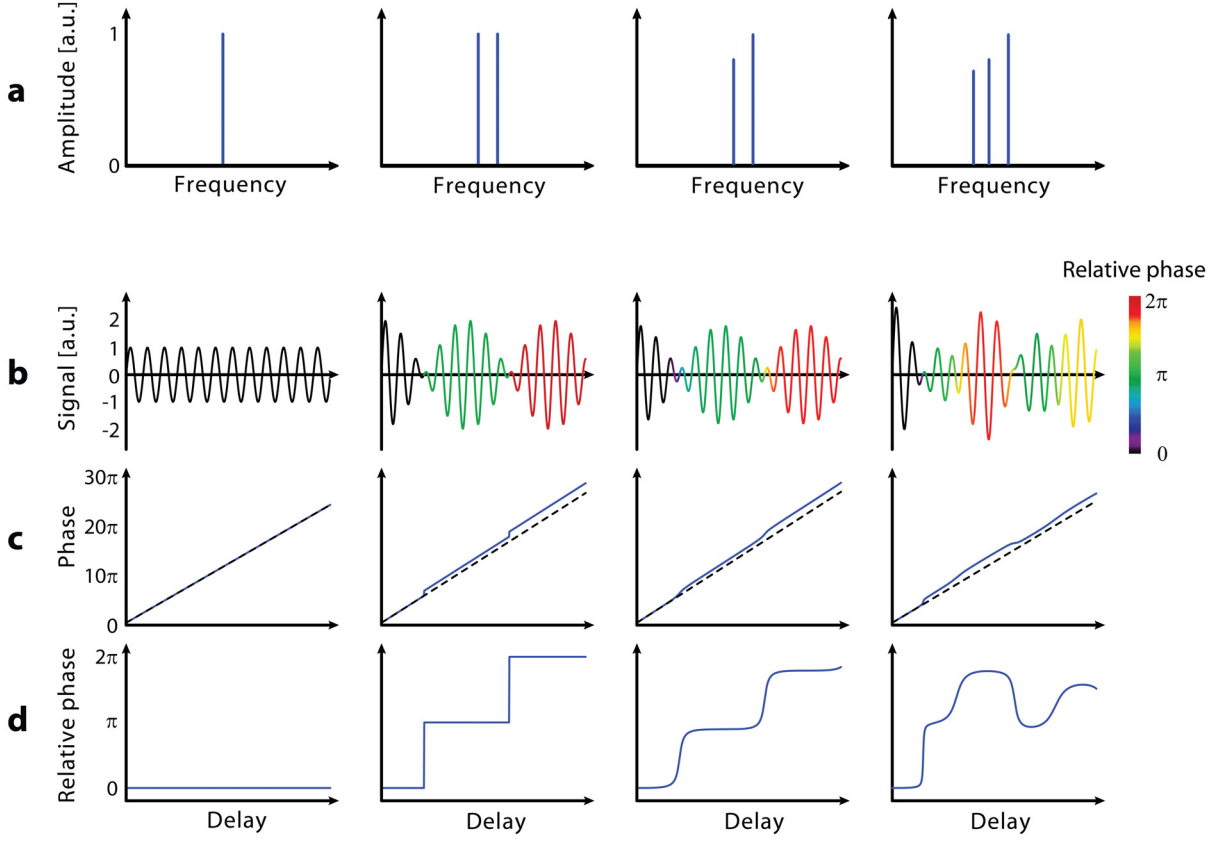 a
Amplitude [a.u.]
1
0
Frequency
Frequency
Frequency
Frequency
b
Signal [a.u.]
2
1
0
-1
-2
Relative phase
2π
π
0
c
Phase
30π
20π
10π
0
d
Relative phase
2π
π
0
Delay
Delay
Delay
Delay